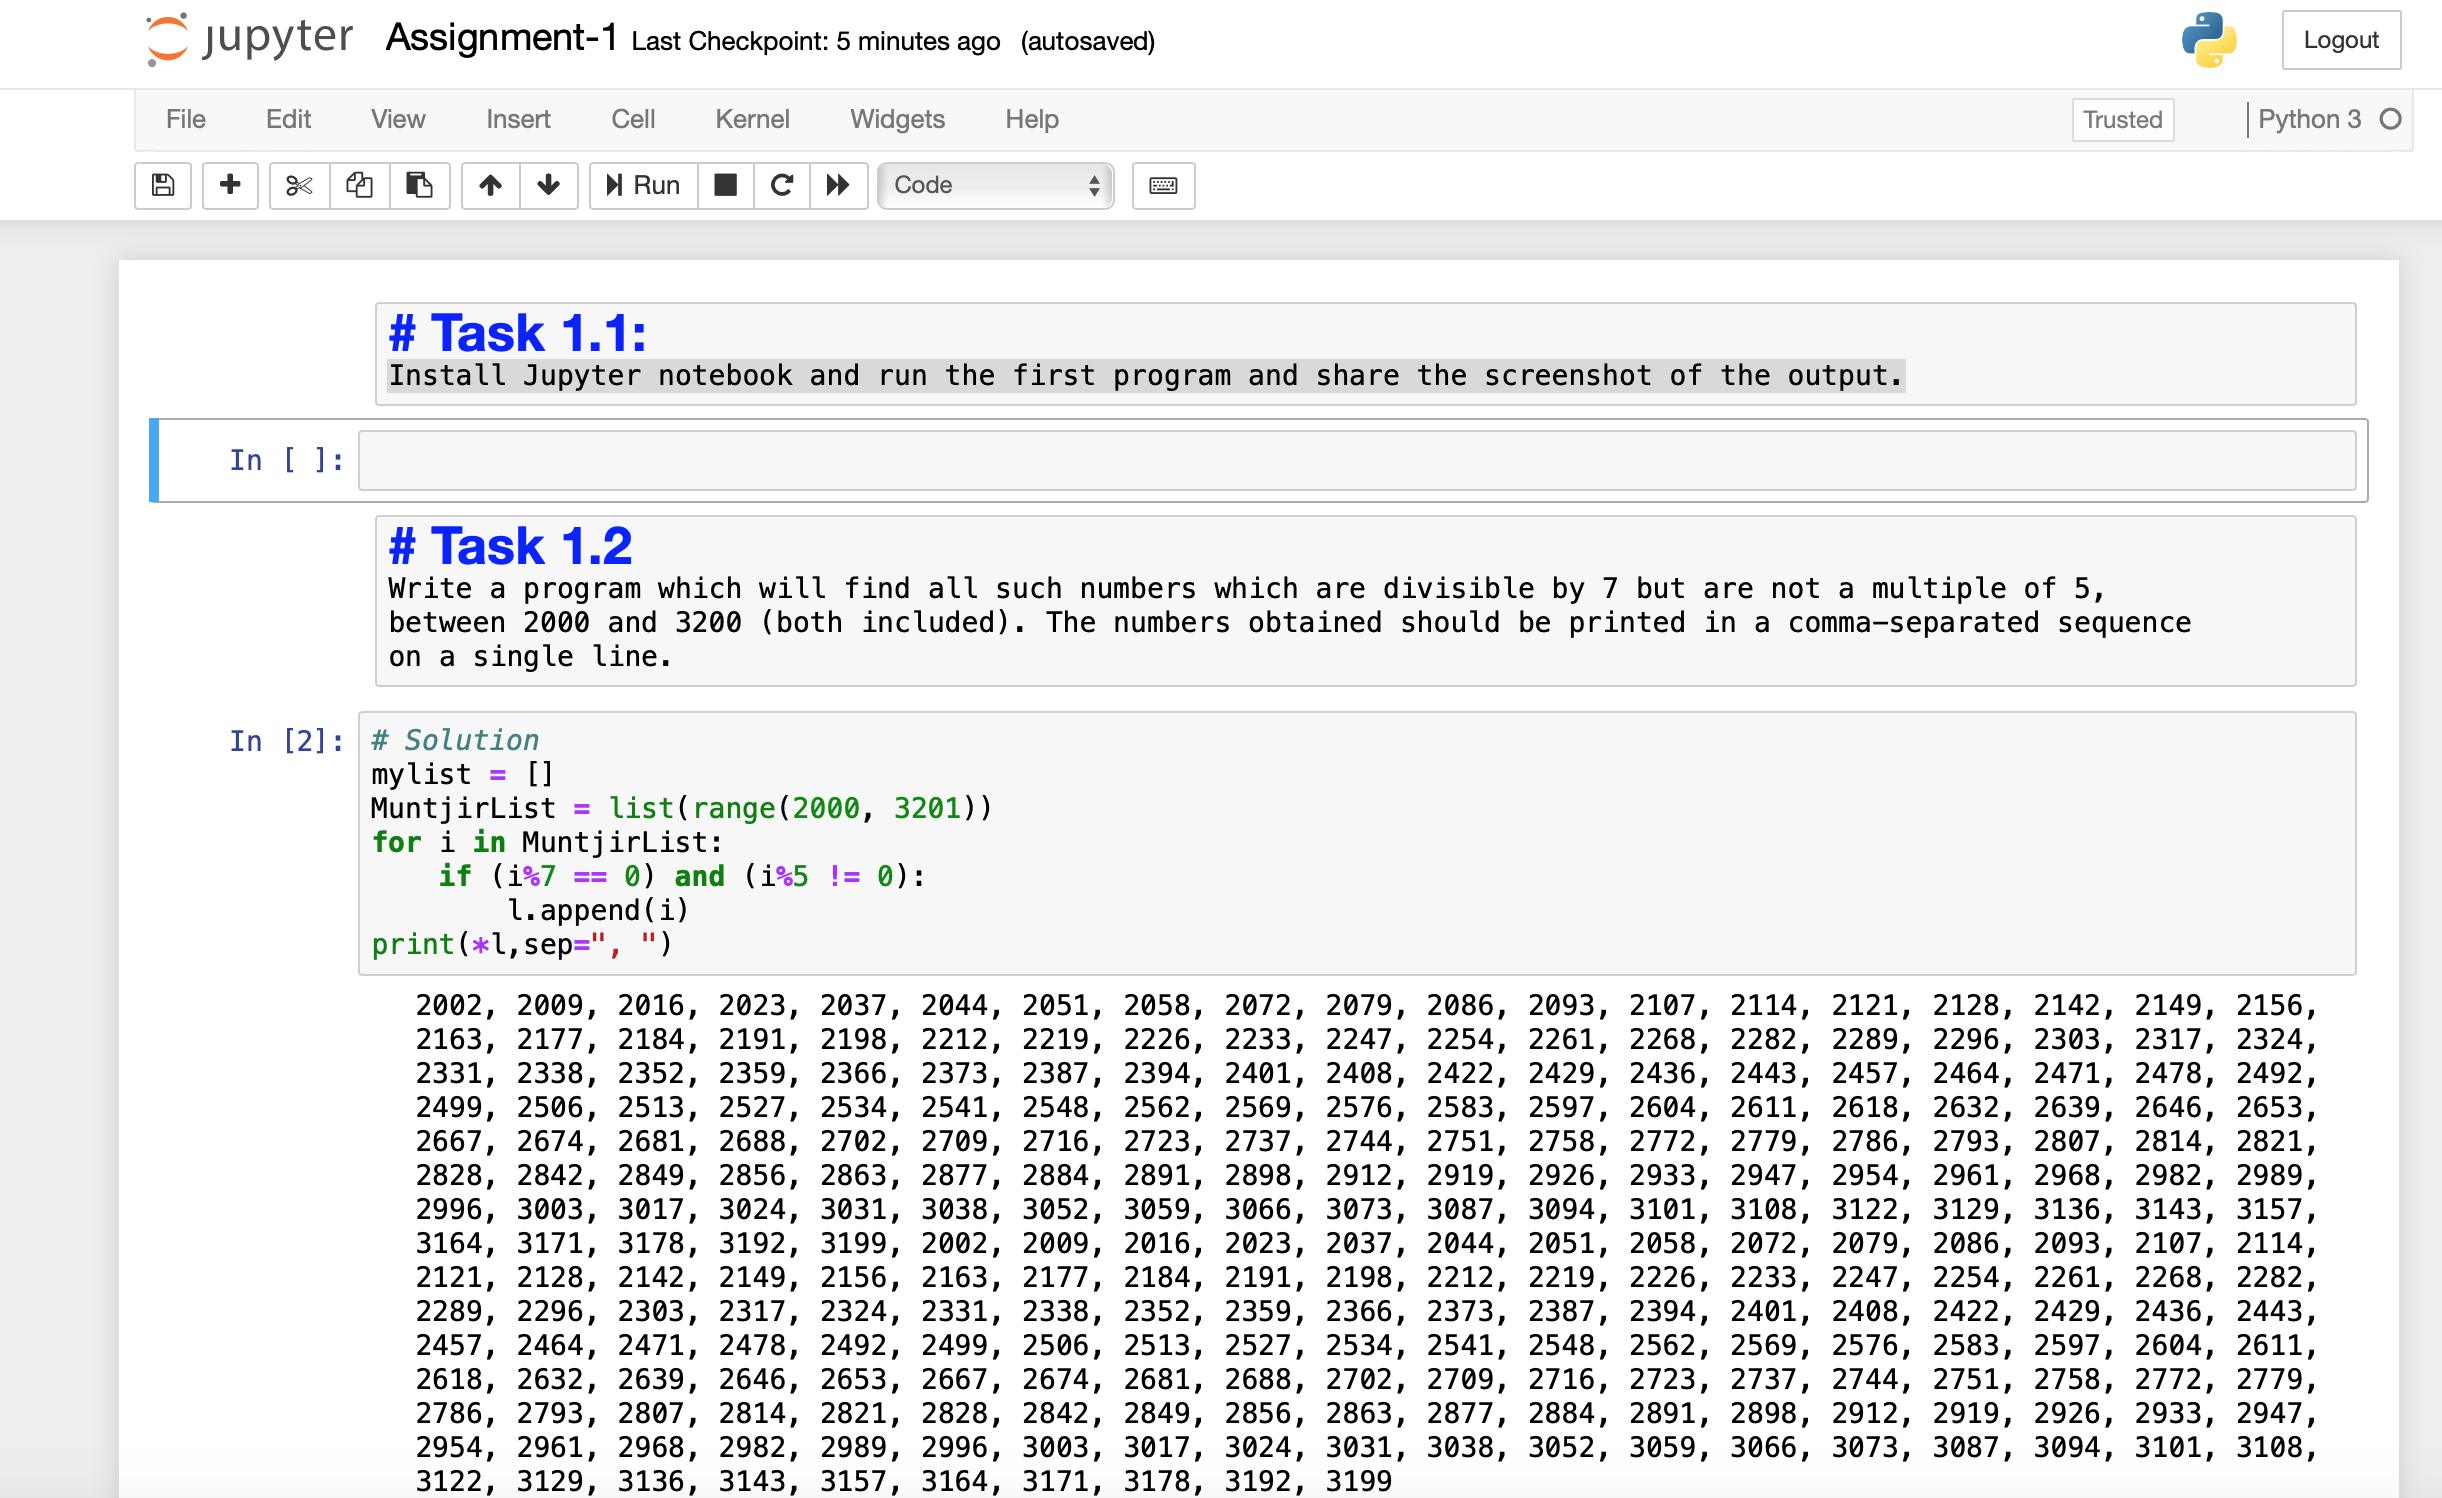 jupyter Assignment-1 Last Checkpoint: 5 minutes ago (autosaved) Logout
File Edit View Insert Cell Kernel Widgets Help Trusted Python 3
Run Code
# Task 1.1:
Install Jupyter notebook and run the first program and share the screenshot of the output.
In [ ]:
# Task 1.2
Write a program which will find all such numbers which are divisible by 7 but are not a multiple of 5,
between 2000 and 3200 (both included). The numbers obtained should be printed in a comma-separated sequence
on a single line.
In [2]: # Solution
mylist = []
MuntjirList = list(range(2000, 3201))
for i in MuntjirList:
    if (i%7 == 0) and (i%5 != 0):
        l.append(i)
print(*l,sep=", ")
2002, 2009, 2016, 2023, 2037, 2044, 2051, 2058, 2072, 2079, 2086, 2093, 2107, 2114, 2121, 2128, 2142, 2149, 2156,
2163, 2177, 2184, 2191, 2198, 2212, 2219, 2226, 2233, 2247, 2254, 2261, 2268, 2282, 2289, 2296, 2303, 2317, 2324,
2331, 2338, 2352, 2359, 2366, 2373, 2387, 2394, 2401, 2408, 2422, 2429, 2436, 2443, 2457, 2464, 2471, 2478, 2492,
2499, 2506, 2513, 2527, 2534, 2541, 2548, 2562, 2569, 2576, 2583, 2597, 2604, 2611, 2618, 2632, 2639, 2646, 2653,
2667, 2674, 2681, 2688, 2702, 2709, 2716, 2723, 2737, 2744, 2751, 2758, 2772, 2779, 2786, 2793, 2807, 2814, 2821,
2828, 2842, 2849, 2856, 2863, 2877, 2884, 2891, 2898, 2912, 2919, 2926, 2933, 2947, 2954, 2961, 2968, 2982, 2989,
2996, 3003, 3017, 3024, 3031, 3038, 3052, 3059, 3066, 3073, 3087, 3094, 3101, 3108, 3122, 3129, 3136, 3143, 3157,
3164, 3171, 3178, 3192, 3199, 2002, 2009, 2016, 2023, 2037, 2044, 2051, 2058, 2072, 2079, 2086, 2093, 2107, 2114,
2121, 2128, 2142, 2149, 2156, 2163, 2177, 2184, 2191, 2198, 2212, 2219, 2226, 2233, 2247, 2254, 2261, 2268, 2282,
2289, 2296, 2303, 2317, 2324, 2331, 2338, 2352, 2359, 2366, 2373, 2387, 2394, 2401, 2408, 2422, 2429, 2436, 2443,
2457, 2464, 2471, 2478, 2492, 2499, 2506, 2513, 2527, 2534, 2541, 2548, 2562, 2569, 2576, 2583, 2597, 2604, 2611,
2618, 2632, 2639, 2646, 2653, 2667, 2674, 2681, 2688, 2702, 2709, 2716, 2723, 2737, 2744, 2751, 2758, 2772, 2779,
2786, 2793, 2807, 2814, 2821, 2828, 2842, 2849, 2856, 2863, 2877, 2884, 2891, 2898, 2912, 2919, 2926, 2933, 2947,
2954, 2961, 2968, 2982, 2989, 2996, 3003, 3017, 3024, 3031, 3038, 3052, 3059, 3066, 3073, 3087, 3094, 3101, 3108,
3122, 3129, 3136, 3143, 3157, 3164, 3171, 3178, 3192, 3199